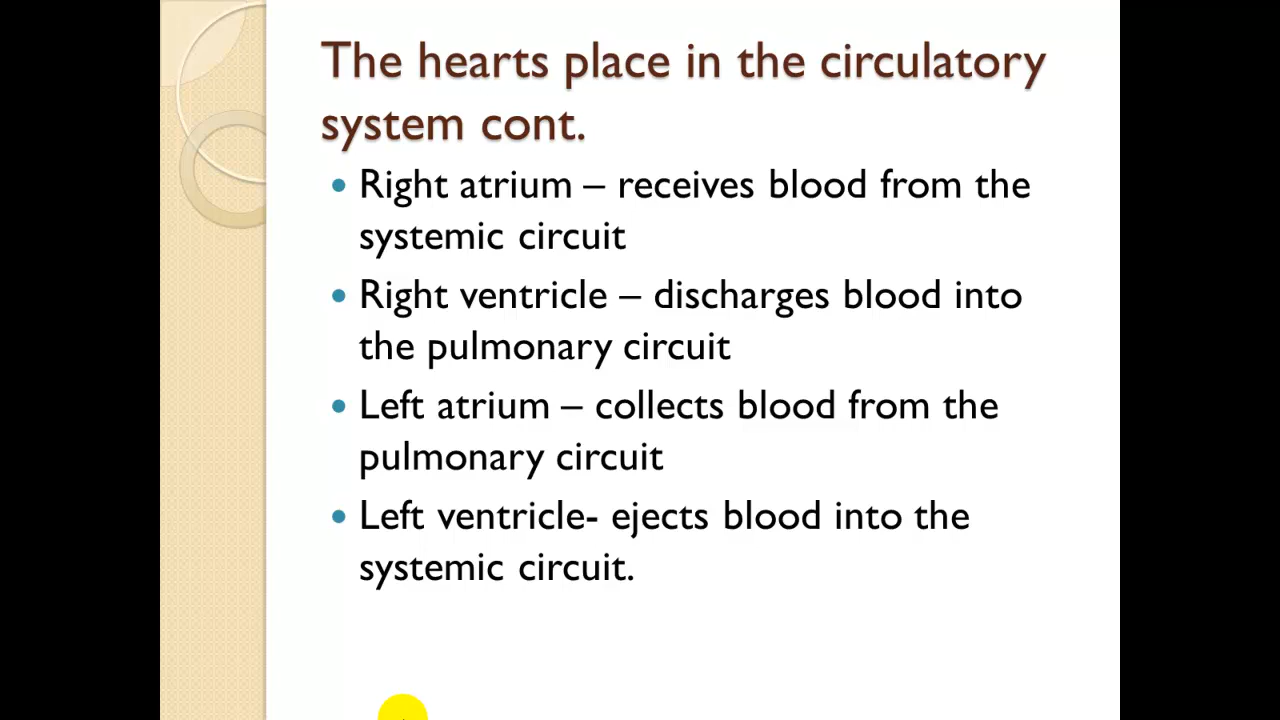 The hearts place in the circulatory
system cont.
• Right atrium – receives blood from the
systemic circuit
• Right ventricle – discharges blood into
the pulmonary circuit
• Left atrium – collects blood from the
pulmonary circuit
• Left ventricle- ejects blood into the
systemic circuit.